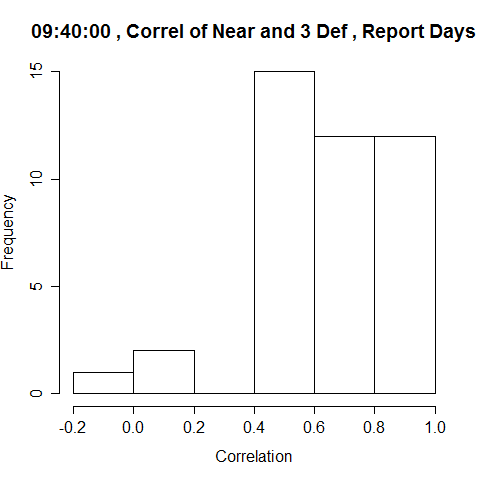 09:40:00 , Correl of Near and 3 Def , Report Days
15
10
5
0
Frequency
-0.2 0.0 0.2 0.4 0.6 0.8 1.0
Correlation